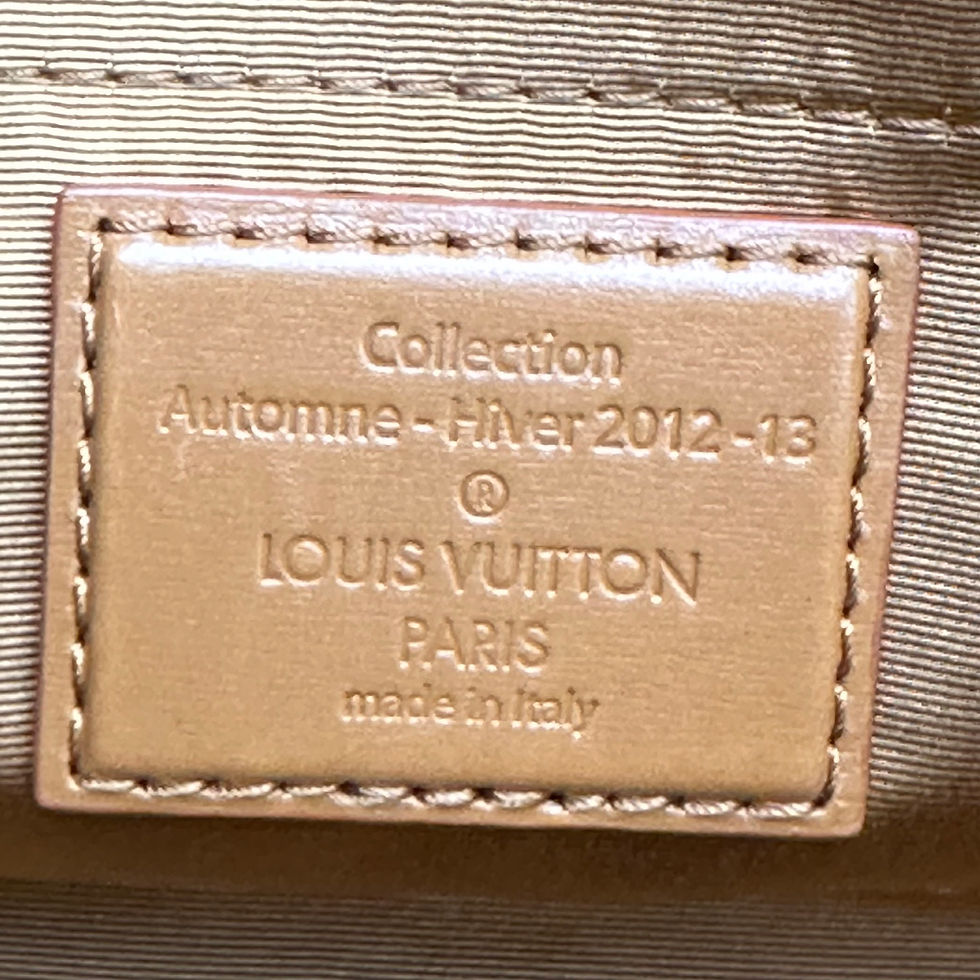 Collection
Automne - Hiver 2012 -13
®
LOUIS VUITTON
PARIS
made in Italy